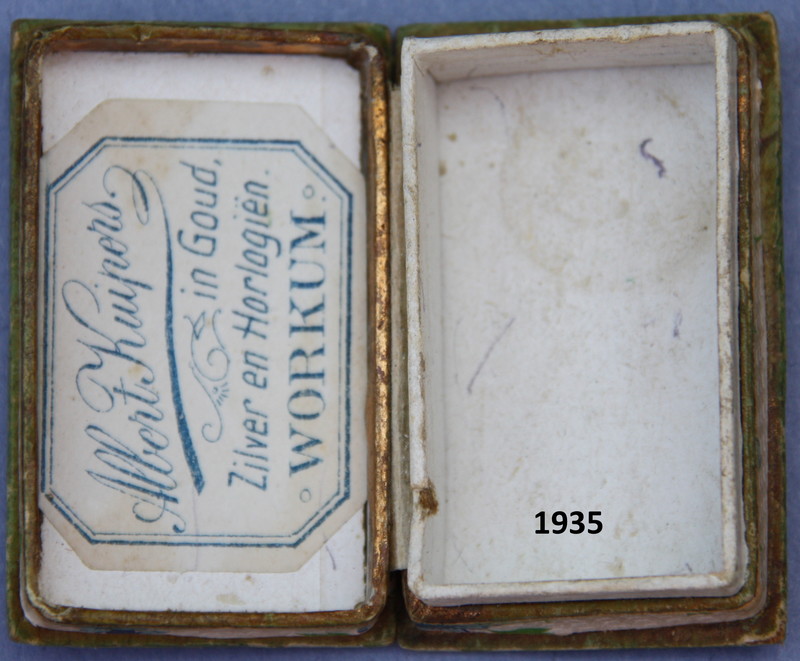 Albert Kuipers.
in Goud,
Zilver en Horlogiën.
WORKUM.
1935